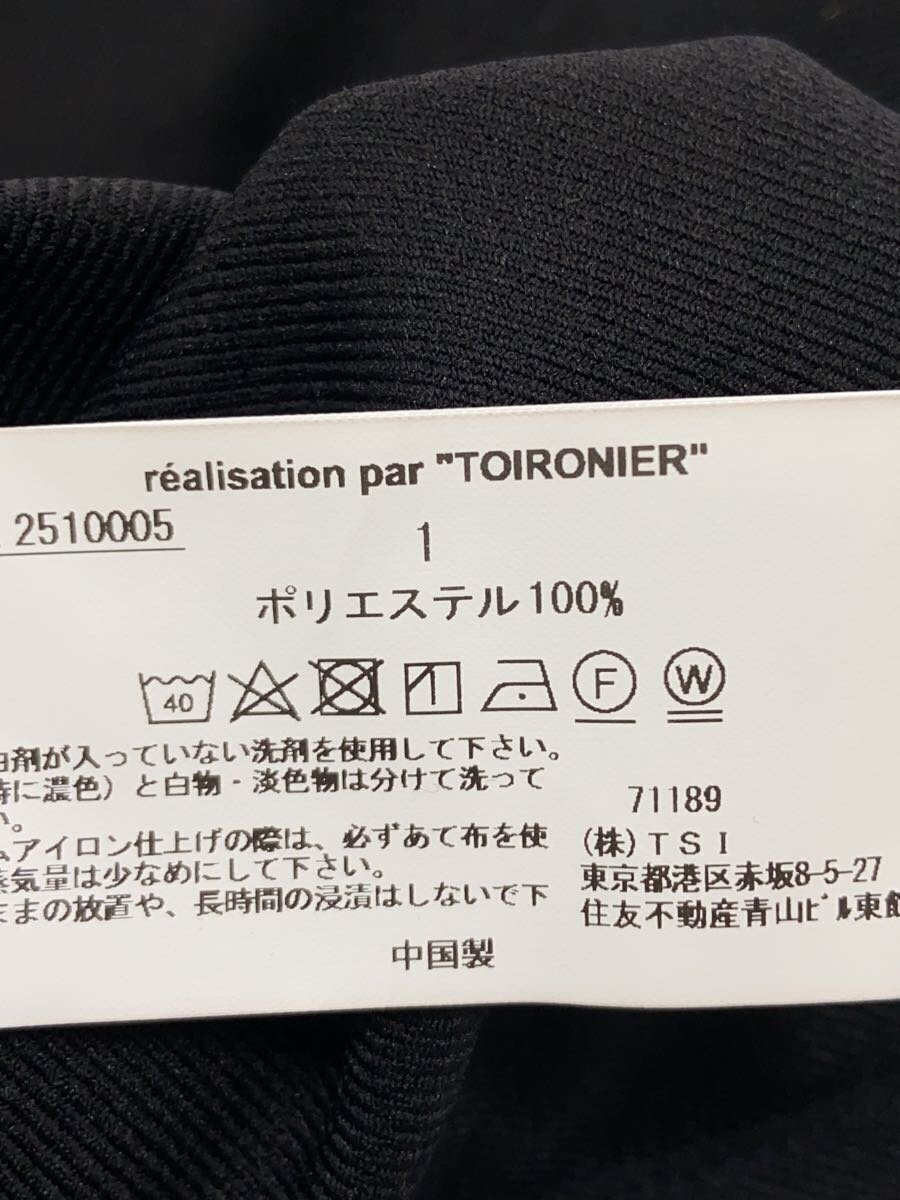 réalisation par "TOIRONIER"
2510005
1
ポリエステル100%
40
1
F
W
白剤が入っていない洗剤を使用して下さい。
特に濃色)と白物・淡色物は分けて洗って
い。
ムアイロン仕上げの際は、必ずあて布を使
蒸気量は少なめにして下さい。
ままの放置や、長時間の浸漬はしないで下
71189
(株)TSI
東京都港区赤坂8-5-27
住友不動産青山ビル東館
中国製